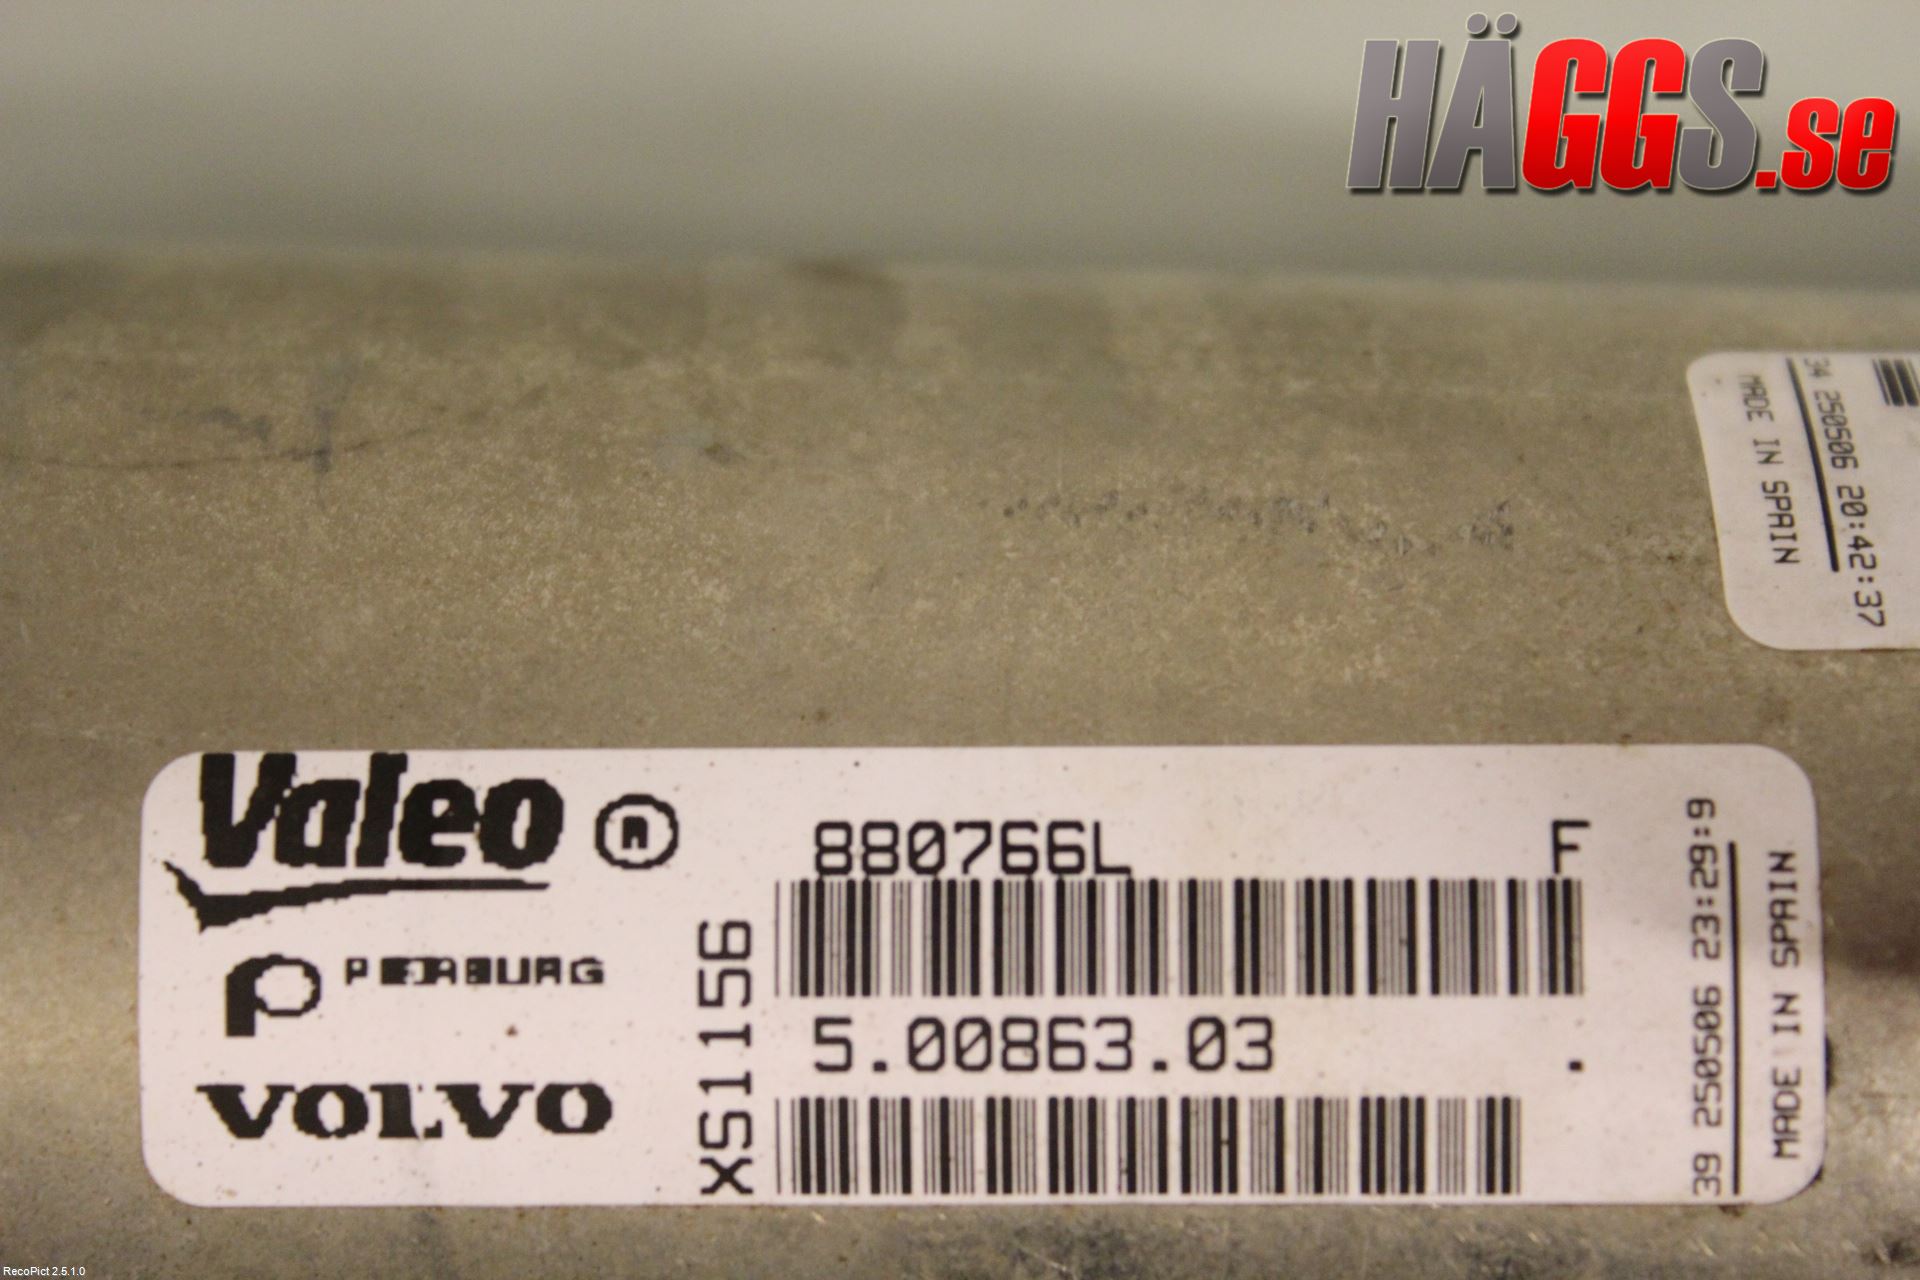 HÄGGS.se
34 250506 20:42:37
MADE IN SPAIN
Valeo ®
PIERBURG
VOLVO
XS1156
880766L F
5.00863.03 .
39 250506 23:29:9
MADE IN SPAIN
RecoPict 2.5.1.0